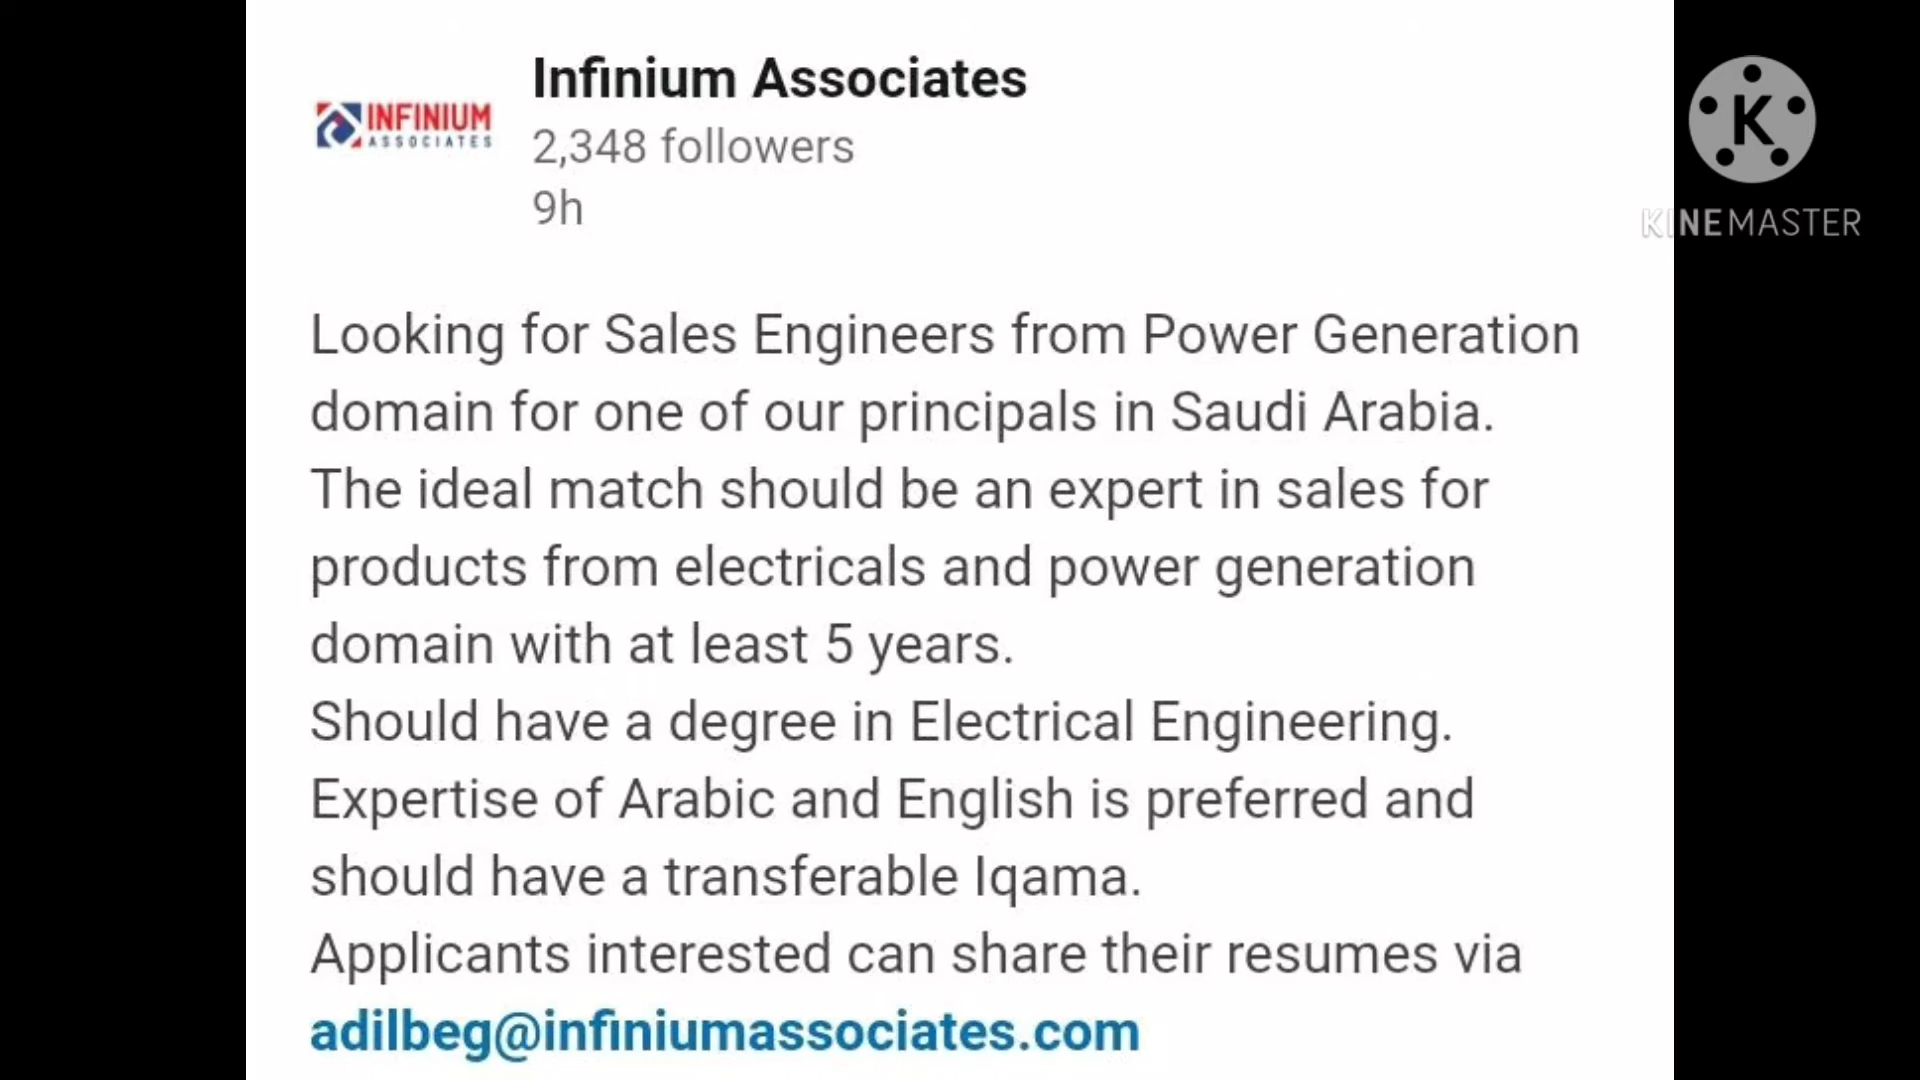 Infinium Associates
INFINIUM
ASSOCIATES
2,348 followers
9h
K
KINEMASTER
Looking for Sales Engineers from Power Generation
domain for one of our principals in Saudi Arabia.
The ideal match should be an expert in sales for
products from electricals and power generation
domain with at least 5 years.
Should have a degree in Electrical Engineering.
Expertise of Arabic and English is preferred and
should have a transferable Iqama.
Applicants interested can share their resumes via
adilbeg@infiniumassociates.com